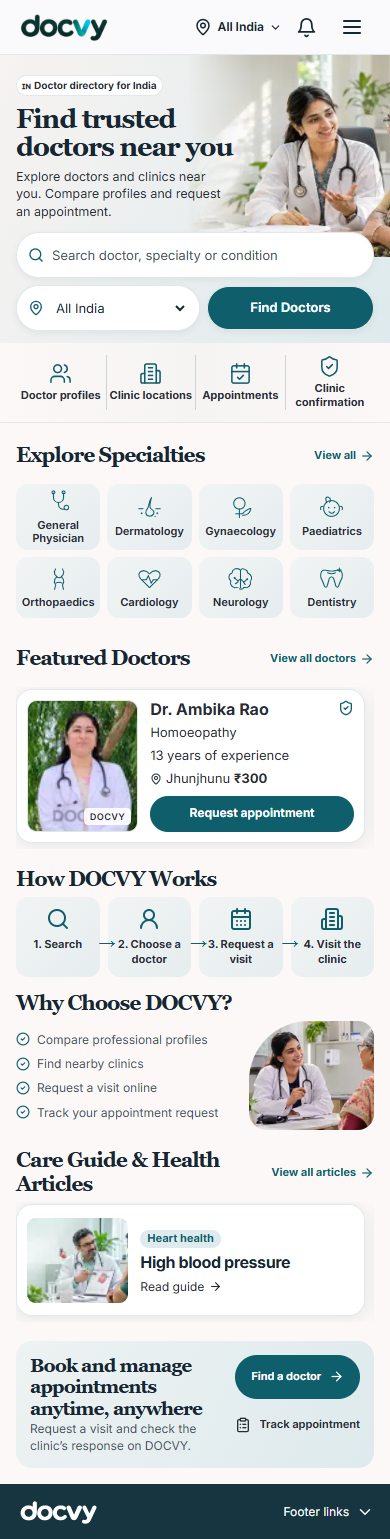 docvy
All India
IN Doctor directory for India
Find trusted
doctors near you
Explore doctors and clinics near
you. Compare profiles and request
an appointment.
Search doctor, specialty or condition
All India
Find Doctors
Doctor profiles
Clinic locations
Appointments
Clinic
confirmation
Explore Specialties
View all →
General
Physician
Dermatology
Gynaecology
Paediatrics
Orthopaedics
Cardiology
Neurology
Dentistry
Featured Doctors
View all doctors →
Dr. Ambika Rao
Homoeopathy
13 years of experience
Jhunjhunu ₹300
DOCVY
Request appointment
How DOCVY Works
1. Search
→
2. Choose a
doctor
→
3. Request a
visit
→
4. Visit the
clinic
Why Choose DOCVY?
Compare professional profiles
Find nearby clinics
Request a visit online
Track your appointment request
Care Guide & Health
Articles
View all articles →
Heart health
High blood pressure
Read guide →
Book and manage
appointments
anytime, anywhere
Request a visit and check the
clinic's response on DOCVY.
Find a doctor →
Track appointment
docvy
Footer links